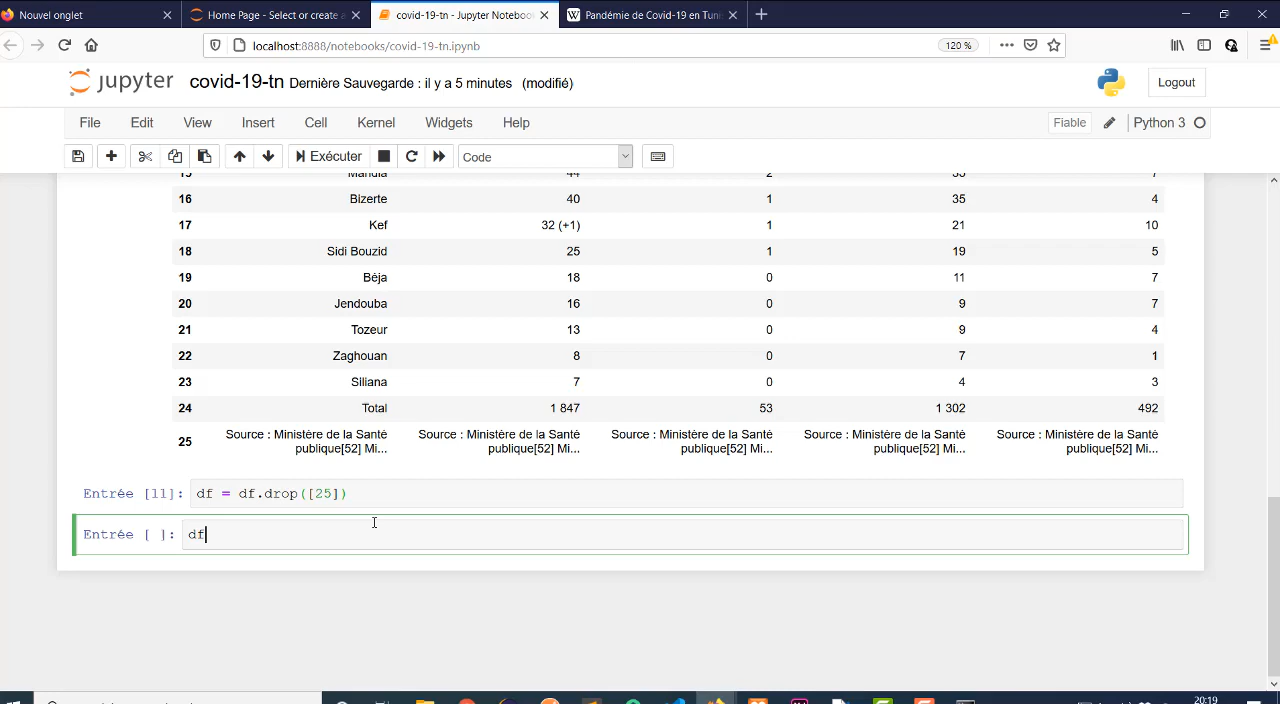 Nouvel onglet
Home Page - Select or create a
covid-19-tn - Jupyter Noteboo
Pandémie de Covid-19 en Tuni
localhost:8888/notebooks/covid-19-tn.ipynb
120 %
jupyter covid-19-tn Dernière Sauvegarde : il y a 5 minutes (modifié)
Logout
File Edit View Insert Cell Kernel Widgets Help
Fiable
Python 3
Exécuter
Code
15 Mahdia 44 2 35 7
16 Bizerte 40 1 35 4
17 Kef 32 (+1) 1 21 10
18 Sidi Bouzid 25 1 19 5
19 Béja 18 0 11 7
20 Jendouba 16 0 9 7
21 Tozeur 13 0 9 4
22 Zaghouan 8 0 7 1
23 Siliana 7 0 4 3
24 Total 1 847 53 1 302 492
25 Source : Ministère de la Santé publique[52] Mi... Source : Ministère de la Santé publique[52] Mi... Source : Ministère de la Santé publique[52] Mi... Source : Ministère de la Santé publique[52] Mi... Source : Ministère de la Santé publique[52] Mi...
Entrée [11]: df = df.drop([25])
Entrée [ ]: df
20:19